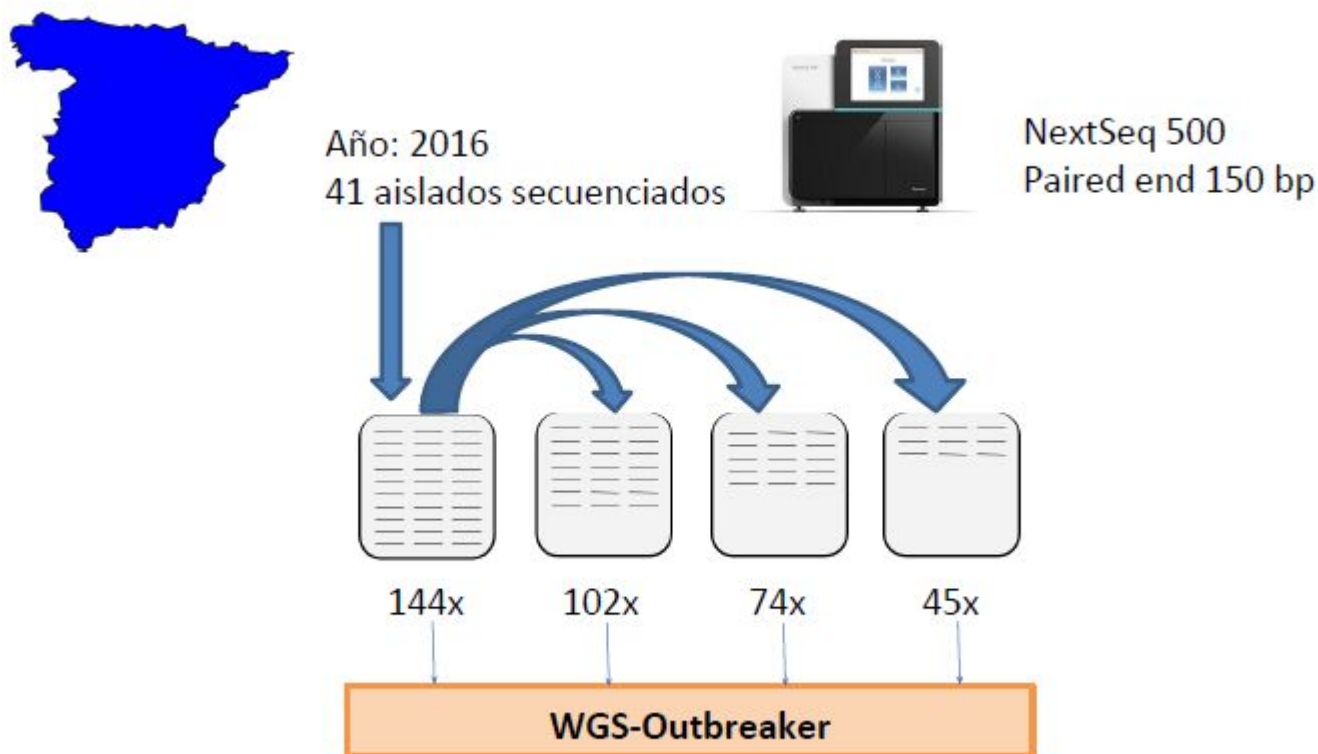 Año: 2016
41 aislados secuenciados
NextSeq 500
Paired end 150 bp
144x
102x
74x
45x
WGS-Outbreaker